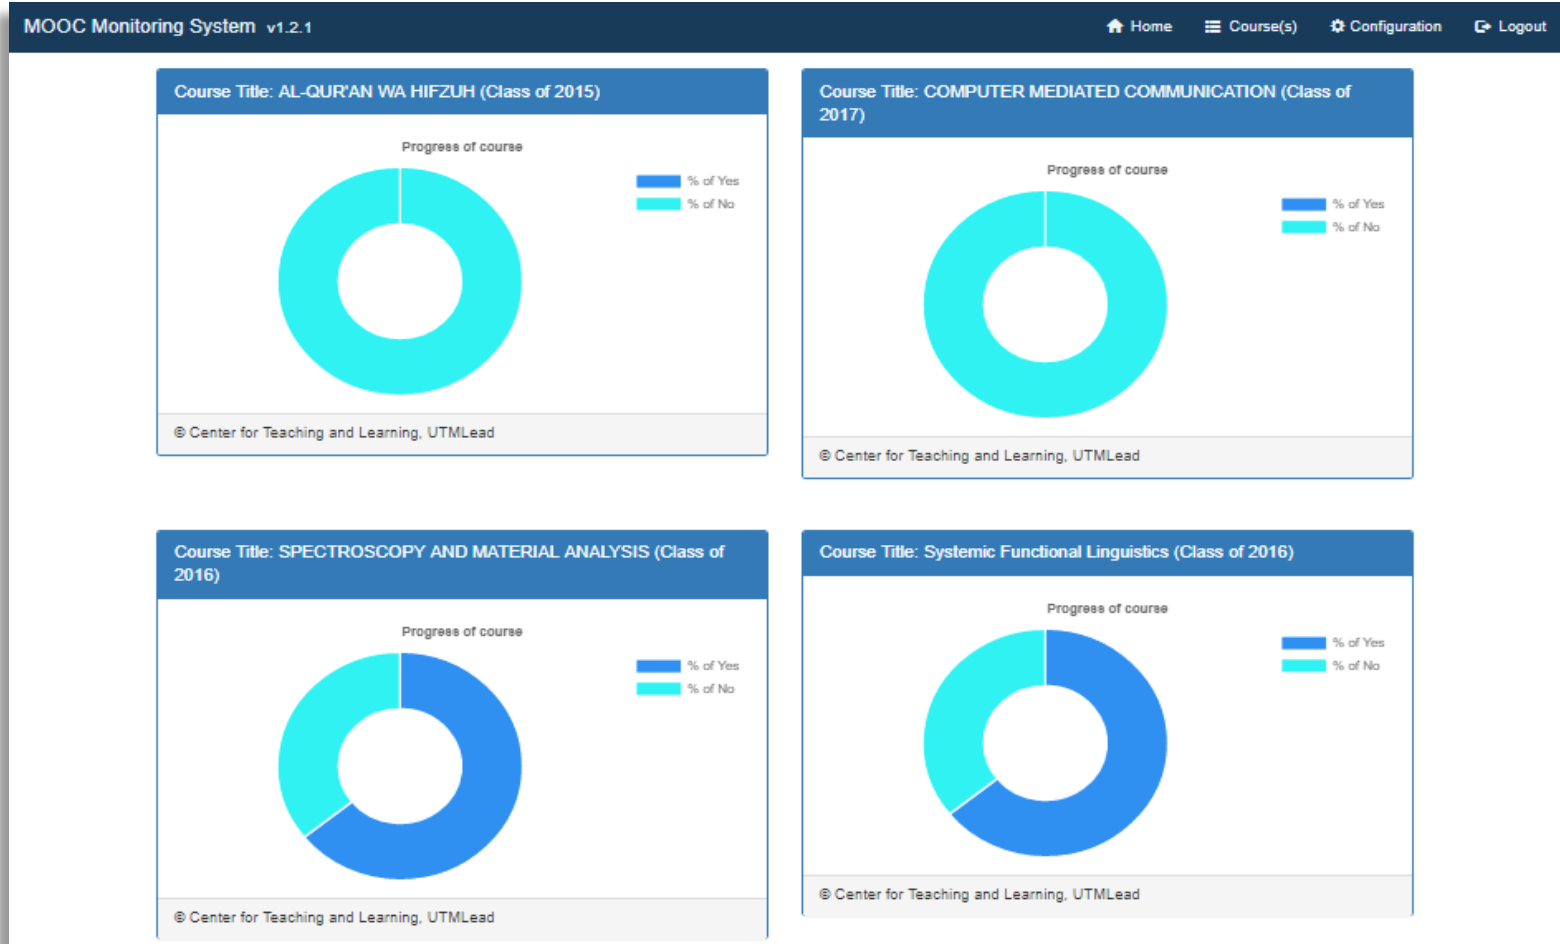 MOOC Monitoring System v1.2.1
Home
Course(s)
Configuration
Logout
Course Title: AL-QUR'AN WA HIFZUH (Class of 2015)
Progress of course
% of Yes
% of No
© Center for Teaching and Learning, UTMLead
Course Title: COMPUTER MEDIATED COMMUNICATION (Class of
2017)
Progress of course
% of Yes
% of No
© Center for Teaching and Learning, UTMLead
Course Title: SPECTROSCOPY AND MATERIAL ANALYSIS (Class of
2016)
Progress of course
% of Yes
% of No
© Center for Teaching and Learning, UTMLead
Course Title: Systemic Functional Linguistics (Class of 2016)
Progress of course
% of Yes
% of No
© Center for Teaching and Learning, UTMLead